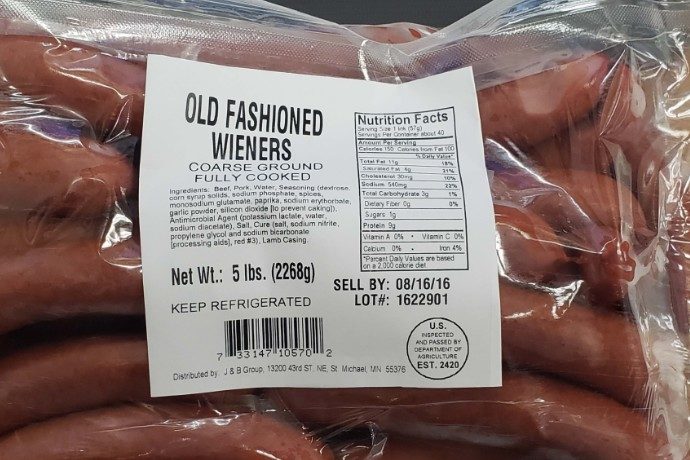 OLD FASHIONED
WIENERS
COARSE GROUND
FULLY COOKED
Ingredients: Beef, Pork, Water, Seasoning (dextrose,
corn syrup solids, sodium phosphate, spices,
monosodium glutamate, paprika, sodium erythorbate,
garlic powder, silicon dioxide [to prevent caking]),
Antimicrobial Agent (potassium lactate, water,
sodium diacetate), Salt, Cure (salt, sodium nitrite,
propylene glycol and sodium bicarbonate
[processing aids], red #3), Lamb Casing.
Net Wt.: 5 lbs. (2268g)
KEEP REFRIGERATED
7 33147 10570 2
Distributed by: J & B Group, 13200 43rd ST. NE, St. Michael, MN 55376
Nutrition Facts
Serving Size 1 link (57g)
Servings Per Container about 40
Amount Per Serving
Calories 150 Calories from Fat 100
% Daily Value*
Total Fat 11g 18%
Saturated Fat 4g 21%
Cholesterol 30mg 10%
Sodium 540mg 22%
Total Carbohydrate 3g 1%
Dietary Fiber 0g 0%
Sugars 1g
Protein 9g
Vitamin A 0% • Vitamin C 0%
Calcium 0% • Iron 4%
*Percent Daily Values are based
on a 2,000 calorie diet
SELL BY: 08/16/16
LOT#: 1622901
U.S.
INSPECTED
AND PASSED BY
DEPARTMENT OF
AGRICULTURE
EST. 2420